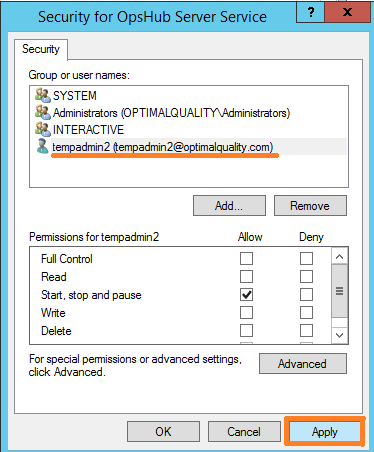 Security for OpsHub Server Service
? x
Security
Group or user names:
SYSTEM
Administrators (OPTIMALQUALITY\Administrators)
INTERACTIVE
tempadmin2 (tempadmin2@optimalquality.com)
Add... Remove
Permissions for tempadmin2 Allow Deny
Full Control
Read
Start, stop and pause
Write
Delete
For special permissions or advanced settings,
click Advanced.
Advanced
OK Cancel Apply